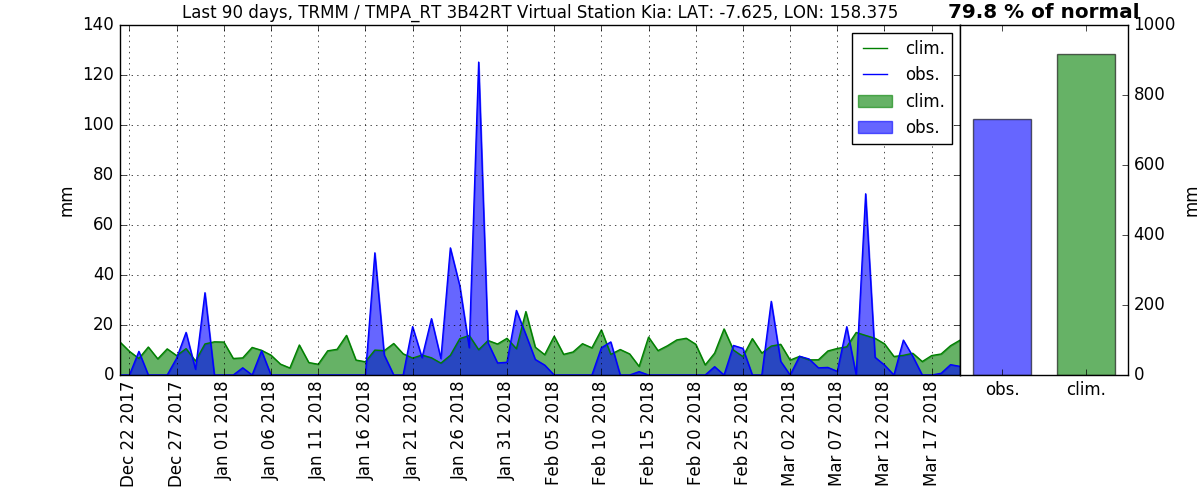 Last 90 days, TRMM / TMPA_RT 3B42RT Virtual Station Kia: LAT: -7.625, LON: 158.375
79.8 % of normal
140
120
100
80
60
40
20
0
mm
clim.
obs.
clim.
obs.
Dec 22 2017
Dec 27 2017
Jan 01 2018
Jan 06 2018
Jan 11 2018
Jan 16 2018
Jan 21 2018
Jan 26 2018
Jan 31 2018
Feb 05 2018
Feb 10 2018
Feb 15 2018
Feb 20 2018
Feb 25 2018
Mar 02 2018
Mar 07 2018
Mar 12 2018
Mar 17 2018
1000
800
600
400
200
0
mm
obs.
clim.